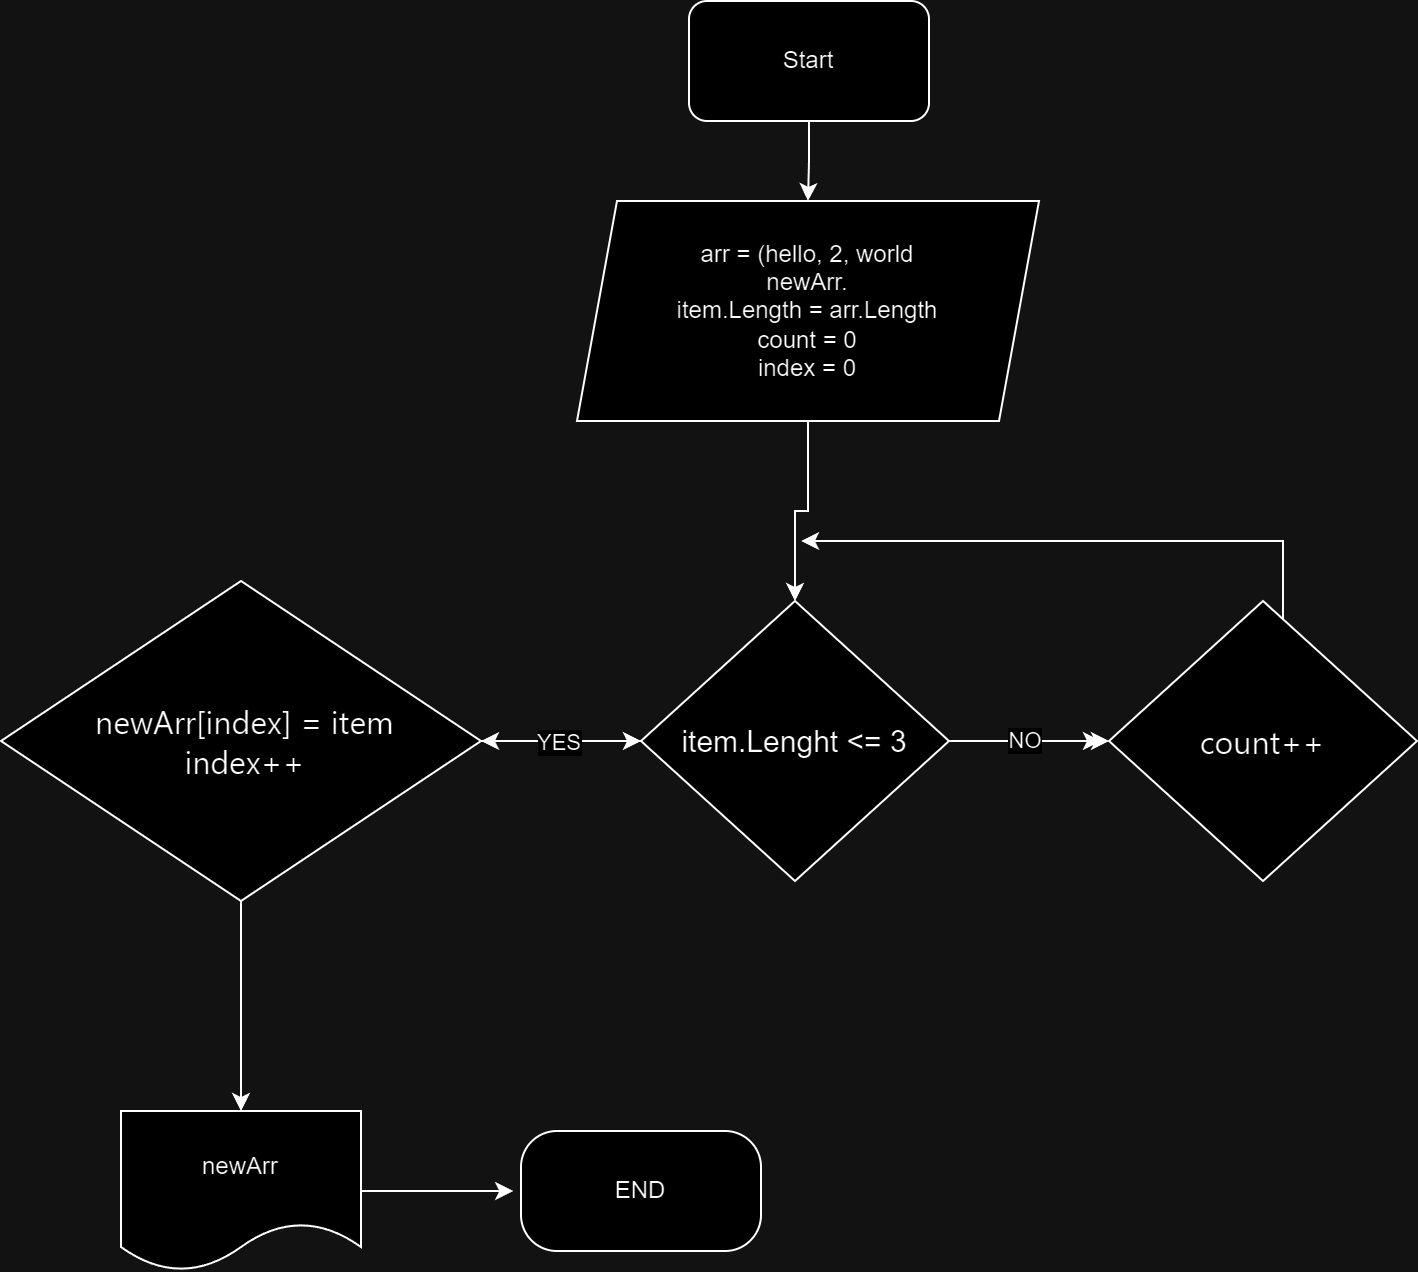 Start
arr = (hello, 2, world
newArr.
item.Length = arr.Length
count = 0
index = 0
newArr[index] = item
index++
YES
item.Lenght <= 3
NO
count++
newArr
END